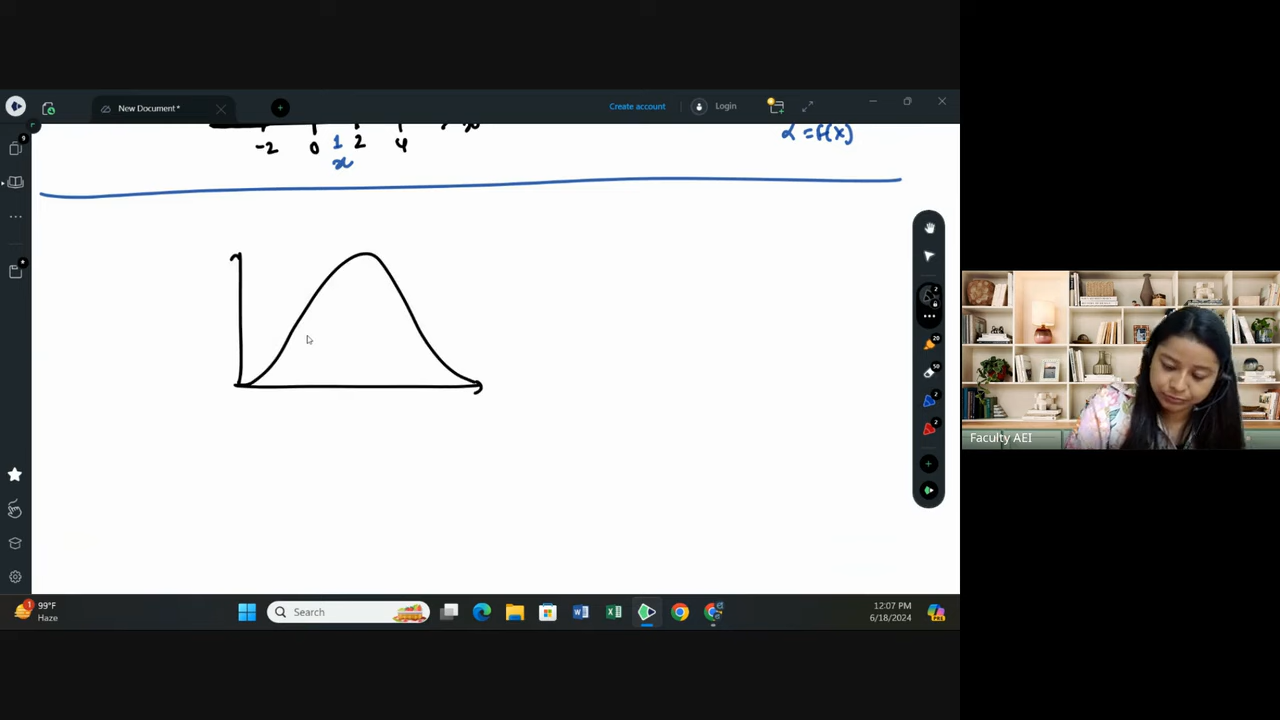 New Document*
Create account
Login
-2 0 1 2 4
x
α = f(x)
Faculty AEI
99°F
Haze
Search
12:07 PM
6/18/2024